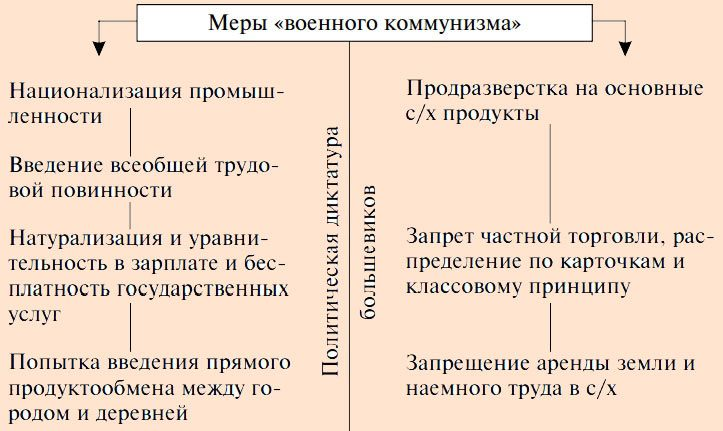 Меры «военного коммунизма»
Национализация промыш-
ленности
Введение всеобщей трудо-
вой повинности
Натурализация и уравни-
тельность в зарплате и бес-
платность государственных
услуг
Попытка введения прямого
продуктообмена между го-
родом и деревней
Политическая диктатура
большевиков
Продразверстка на основные
с/х продукты
Запрет частной торговли, рас-
пределение по карточкам и
классовому принципу
Запрещение аренды земли и
наемного труда в с/х